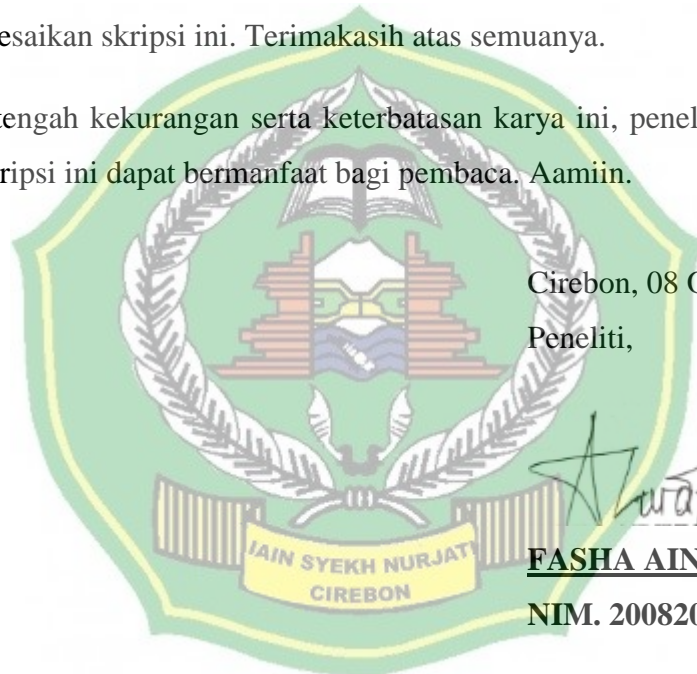 esaikan skripsi ini. Terimakasih atas semuanya.
tengah kekurangan serta keterbatasan karya ini, penel
ripsi ini dapat bermanfaat bagi pembaca. Aamiin.
Cirebon, 08 O
Peneliti,
FASHA AIN
NIM. 200820
IAIN SYEKH NURJATI
CIREBON